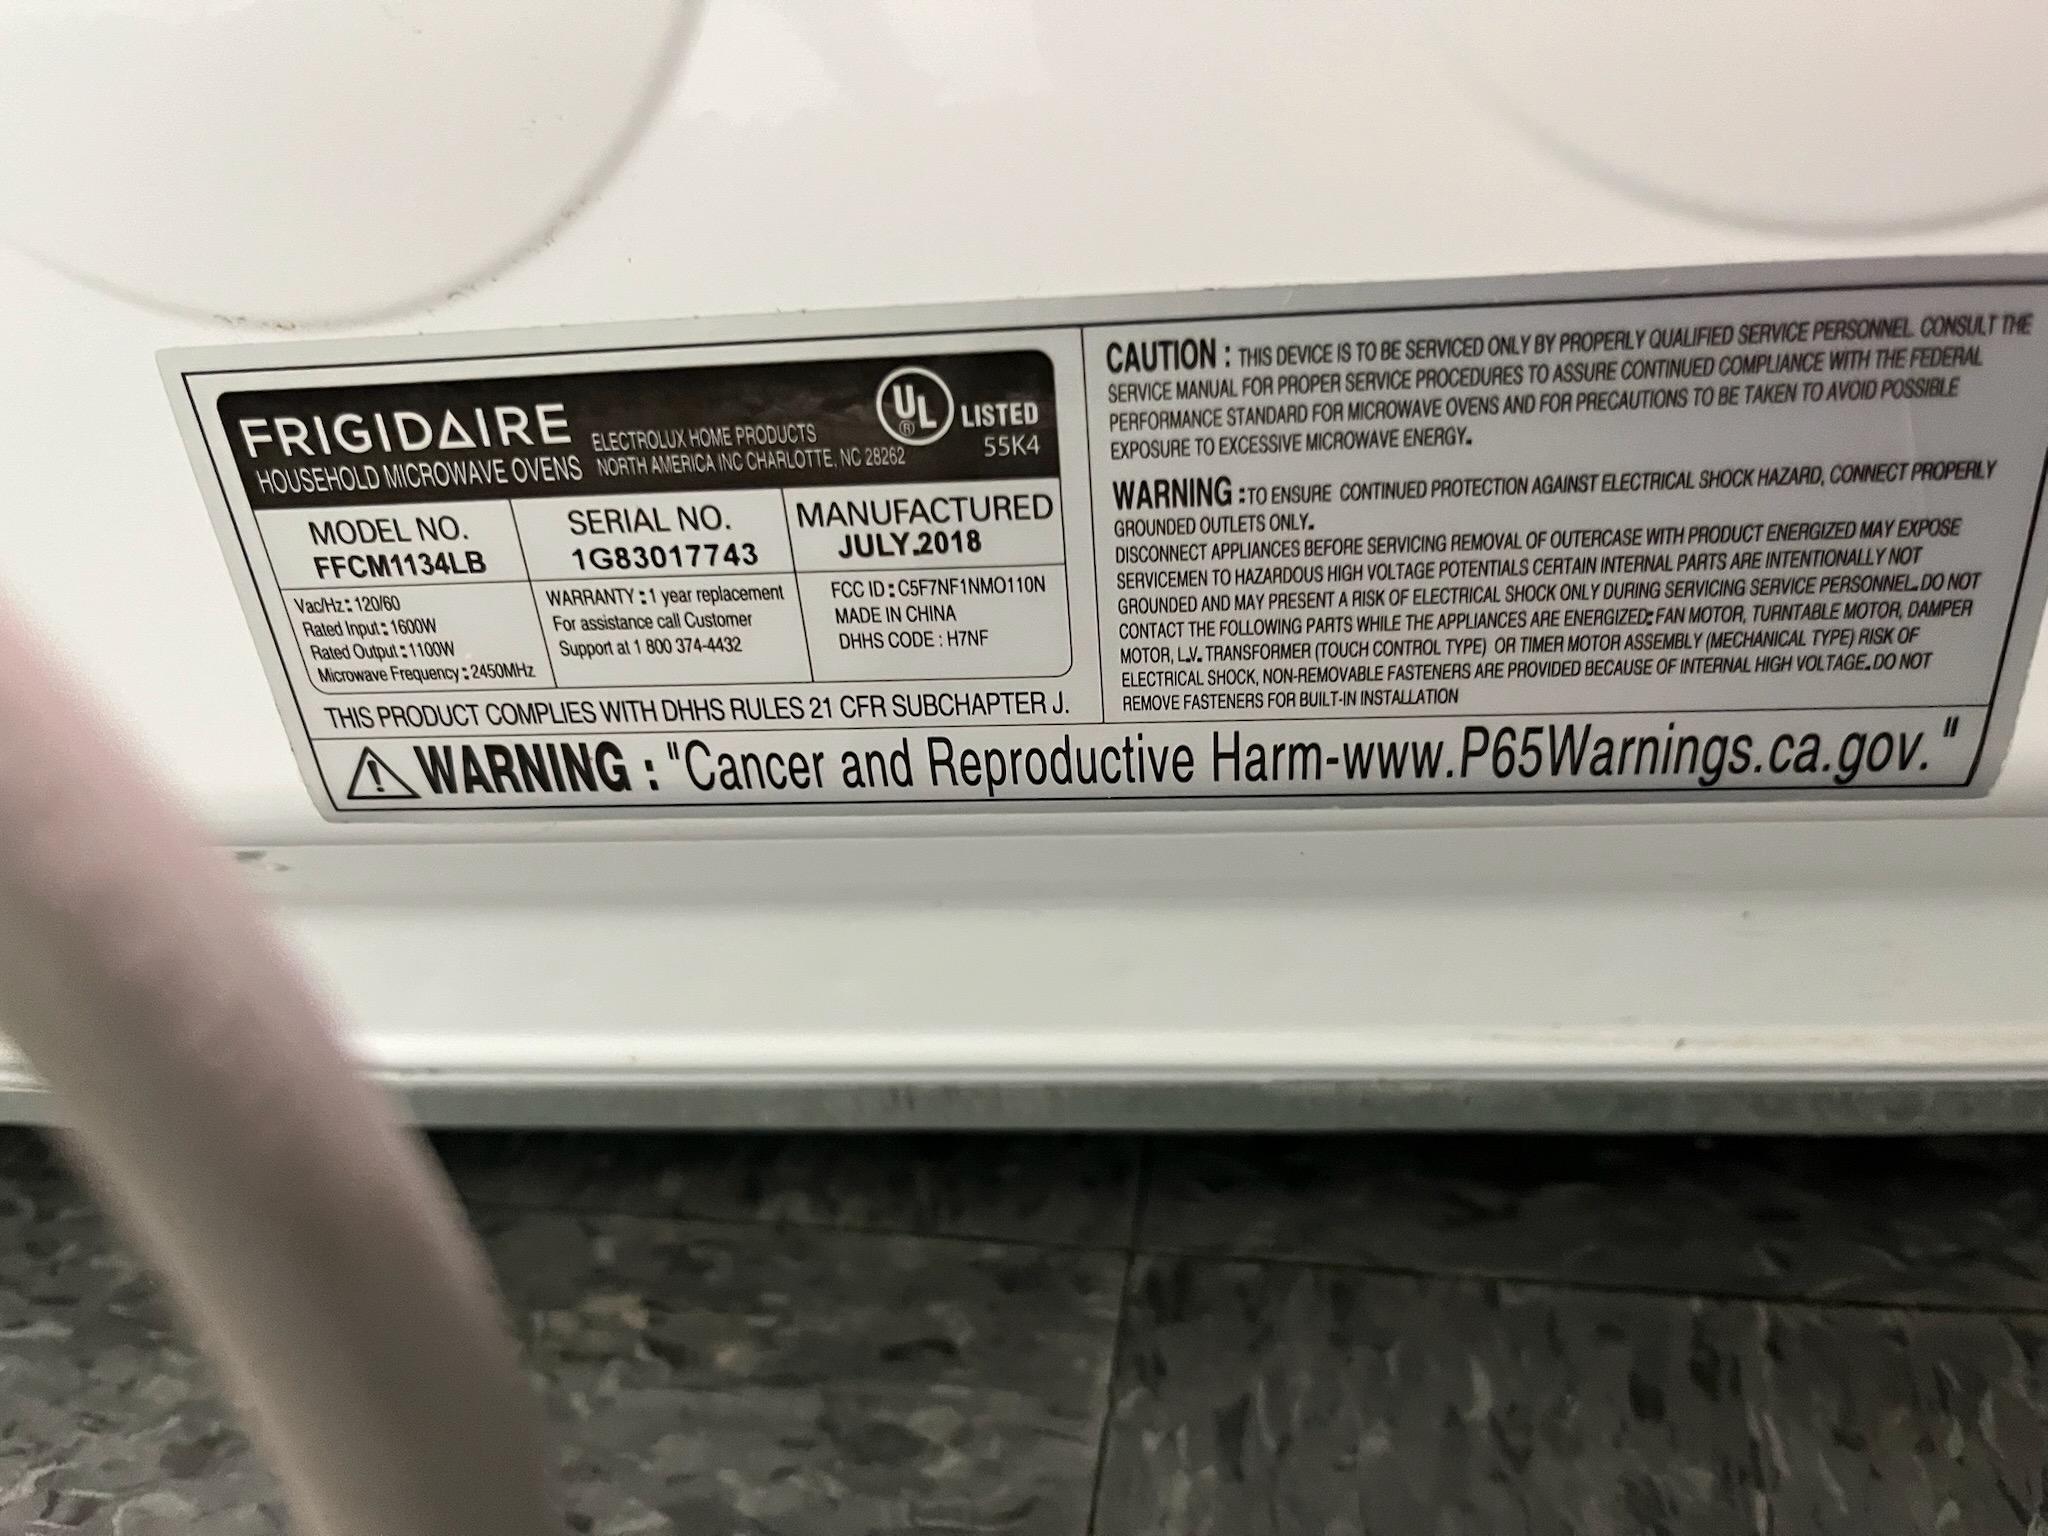 FRIGIDAIRE
HOUSEHOLD MICROWAVE OVENS
ELECTROLUX HOME PRODUCTS
NORTH AMERICA INC CHARLOTTE, NC 28262
UL
®
LISTED
55K4
MODEL NO.
FFCM1134LB
SERIAL NO.
1G83017743
MANUFACTURED
JULY.2018
Vac/Hz: 120/60
Rated Input: 1600W
Rated Output: 1100W
Microwave Frequency: 2450MHz
WARRANTY: 1 year replacement
For assistance call Customer
Support at 1 800 374-4432
FCC ID: C5F7NF1NMO110N
MADE IN CHINA
DHHS CODE: H7NF
THIS PRODUCT COMPLIES WITH DHHS RULES 21 CFR SUBCHAPTER J.
CAUTION : THIS DEVICE IS TO BE SERVICED ONLY BY PROPERLY QUALIFIED SERVICE PERSONNEL. CONSULT THE
SERVICE MANUAL FOR PROPER SERVICE PROCEDURES TO ASSURE CONTINUED COMPLIANCE WITH THE FEDERAL
PERFORMANCE STANDARD FOR MICROWAVE OVENS AND FOR PRECAUTIONS TO BE TAKEN TO AVOID POSSIBLE
EXPOSURE TO EXCESSIVE MICROWAVE ENERGY.
WARNING : TO ENSURE CONTINUED PROTECTION AGAINST ELECTRICAL SHOCK HAZARD, CONNECT PROPERLY
GROUNDED OUTLETS ONLY.
DISCONNECT APPLIANCES BEFORE SERVICING REMOVAL OF OUTERCASE WITH PRODUCT ENERGIZED MAY EXPOSE
SERVICEMEN TO HAZARDOUS HIGH VOLTAGE POTENTIALS CERTAIN INTERNAL PARTS ARE INTENTIONALLY NOT
GROUNDED AND MAY PRESENT A RISK OF ELECTRICAL SHOCK ONLY DURING SERVICING SERVICE PERSONNEL. DO NOT
CONTACT THE FOLLOWING PARTS WHILE THE APPLIANCES ARE ENERGIZED: FAN MOTOR, TURNTABLE MOTOR, DAMPER
MOTOR, L.V. TRANSFORMER (TOUCH CONTROL TYPE) OR TIMER MOTOR ASSEMBLY (MECHANICAL TYPE) RISK OF
ELECTRICAL SHOCK, NON-REMOVABLE FASTENERS ARE PROVIDED BECAUSE OF INTERNAL HIGH VOLTAGE. DO NOT
REMOVE FASTENERS FOR BUILT-IN INSTALLATION
WARNING : "Cancer and Reproductive Harm-www.P65Warnings.ca.gov."